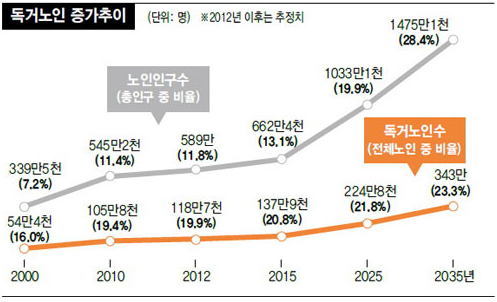 독거노인 증가추이 (단위: 명) ※2012년 이후는 추정치
노인인구수
(총인구 중 비율)
339만5천
(7.2%)
545만2천
(11.4%)
589만
(11.8%)
662만4천
(13.1%)
1033만1천
(19.9%)
1475만1천
(28.4%)
독거노인수
(전체노인 중 비율)
54만4천
(16.0%)
105만8천
(19.4%)
118만7천
(19.9%)
137만9천
(20.8%)
224만8천
(21.8%)
343만
(23.3%)
2000 2010 2012 2015 2025 2035년